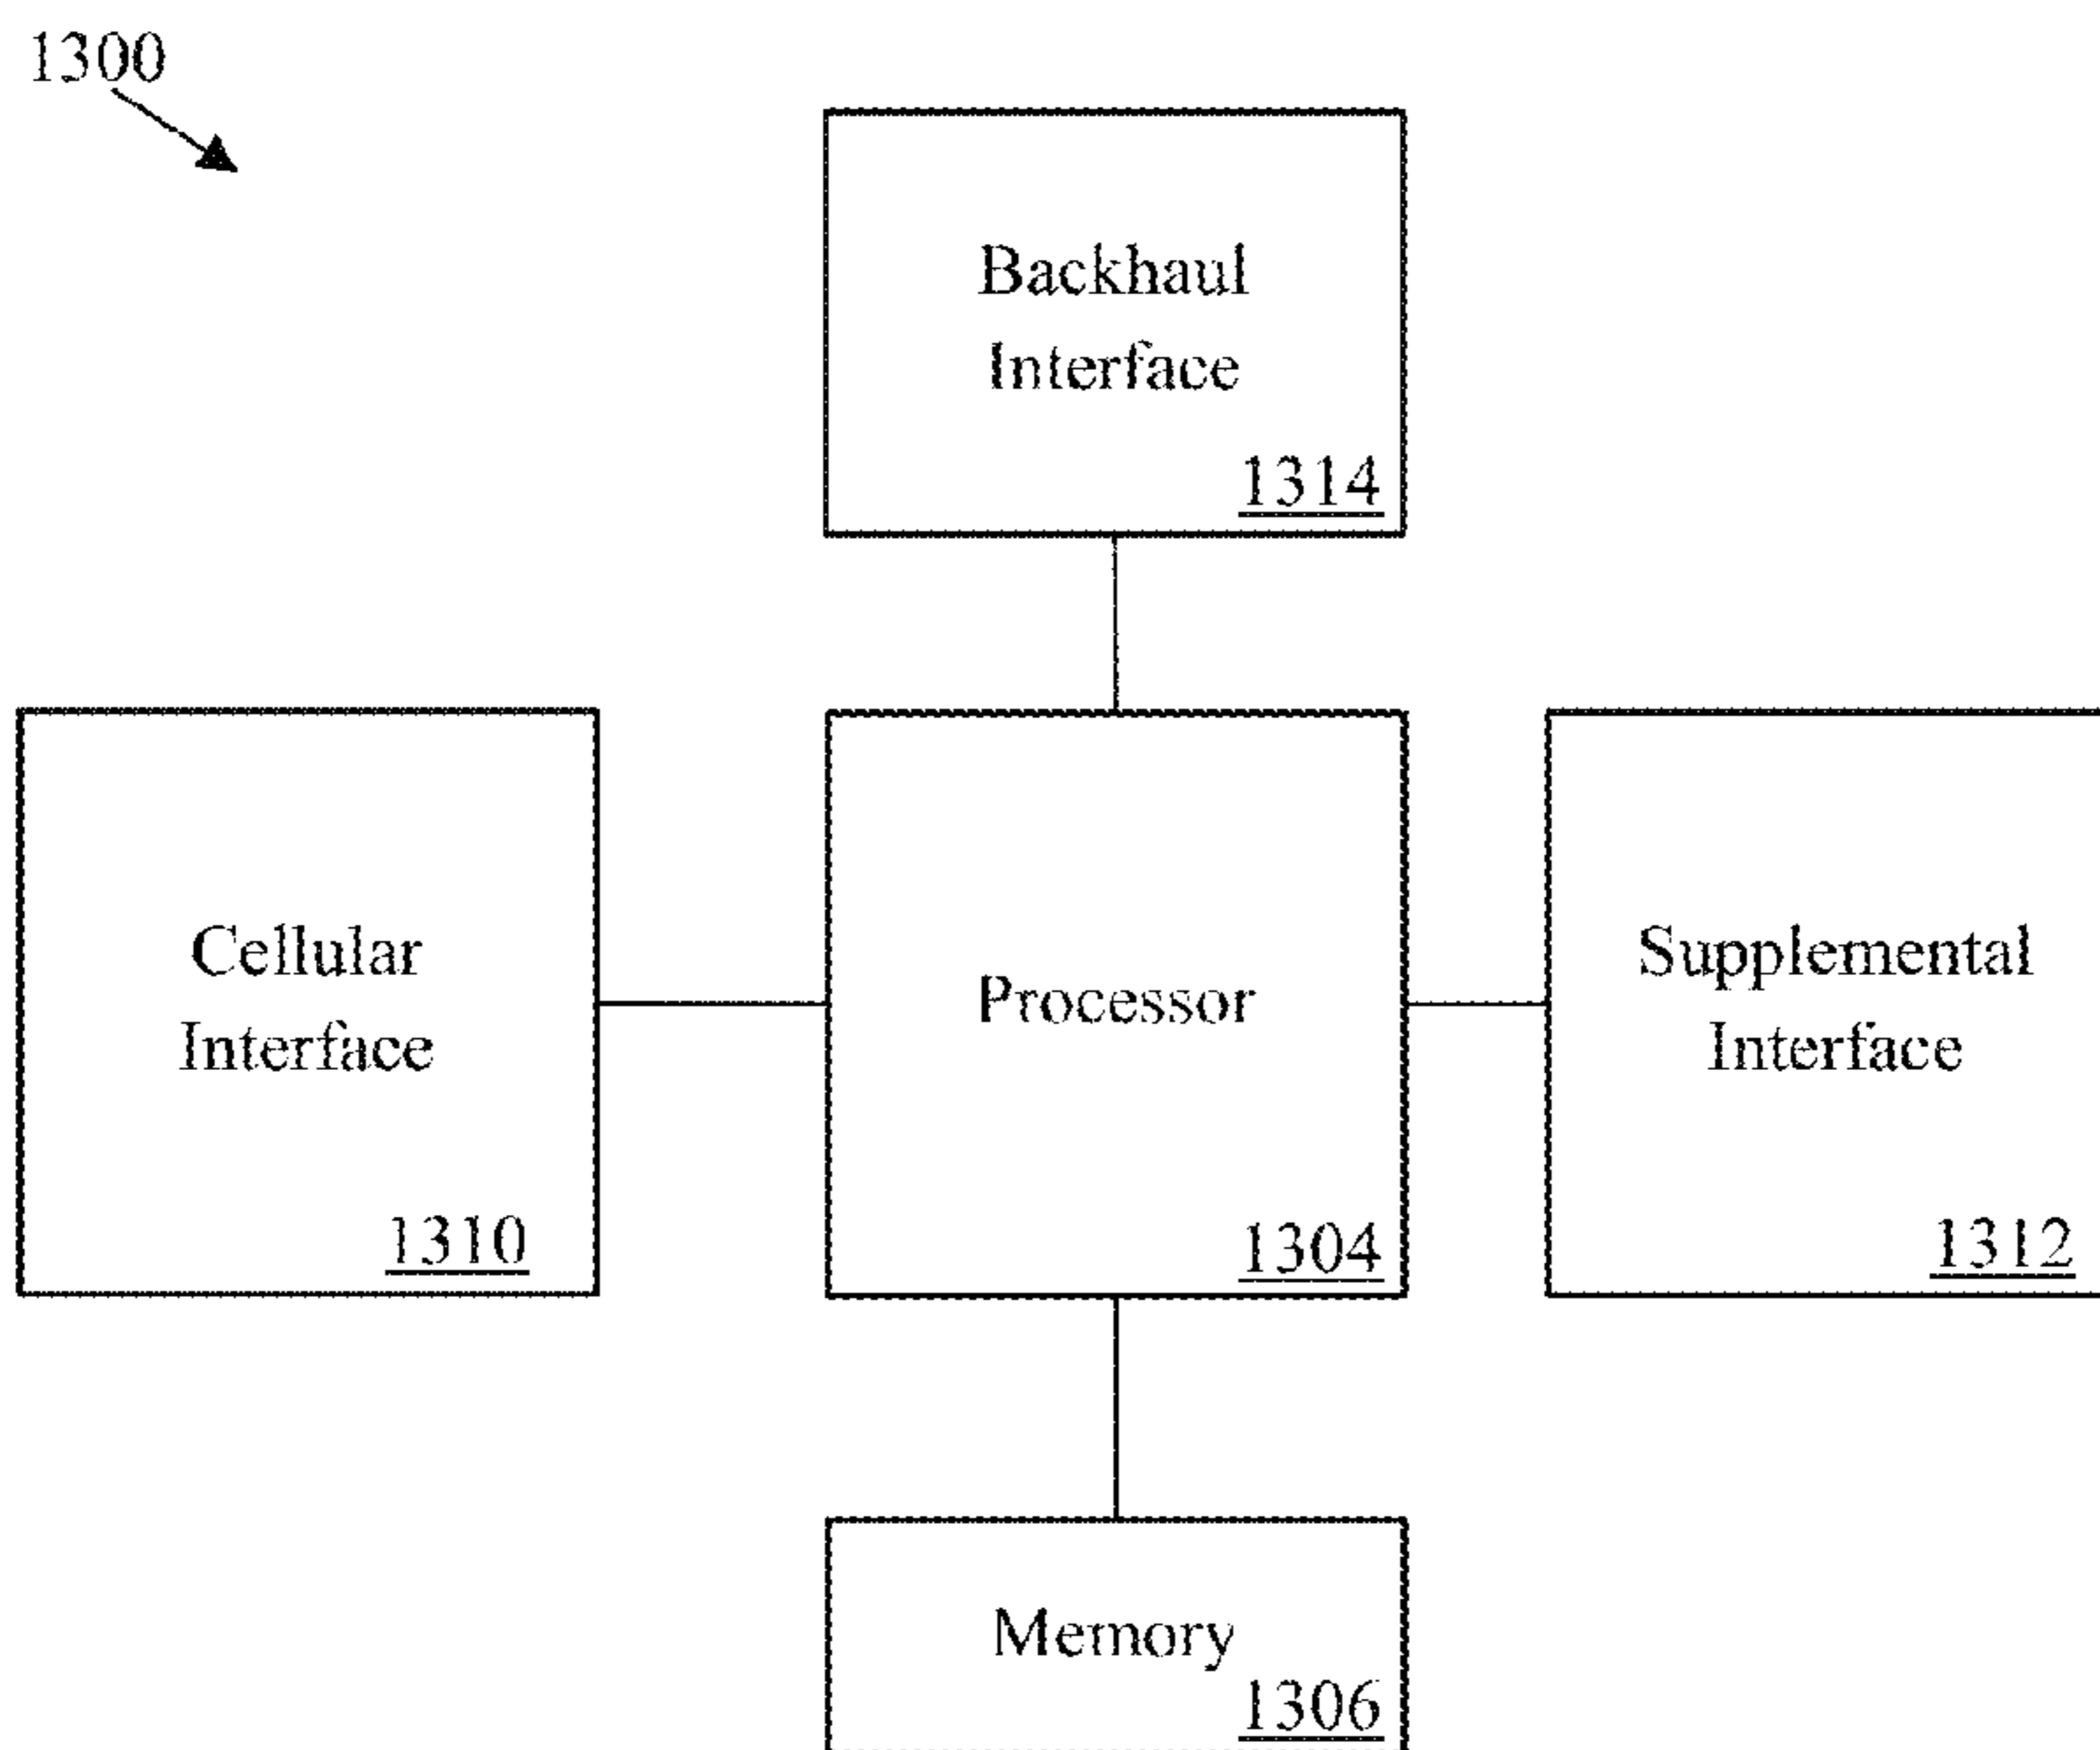 1300
Backhaul
Interface
1314
Cellular
Interface
1310
Processor
1304
Supplemental
Interface
1312
Memory
1306